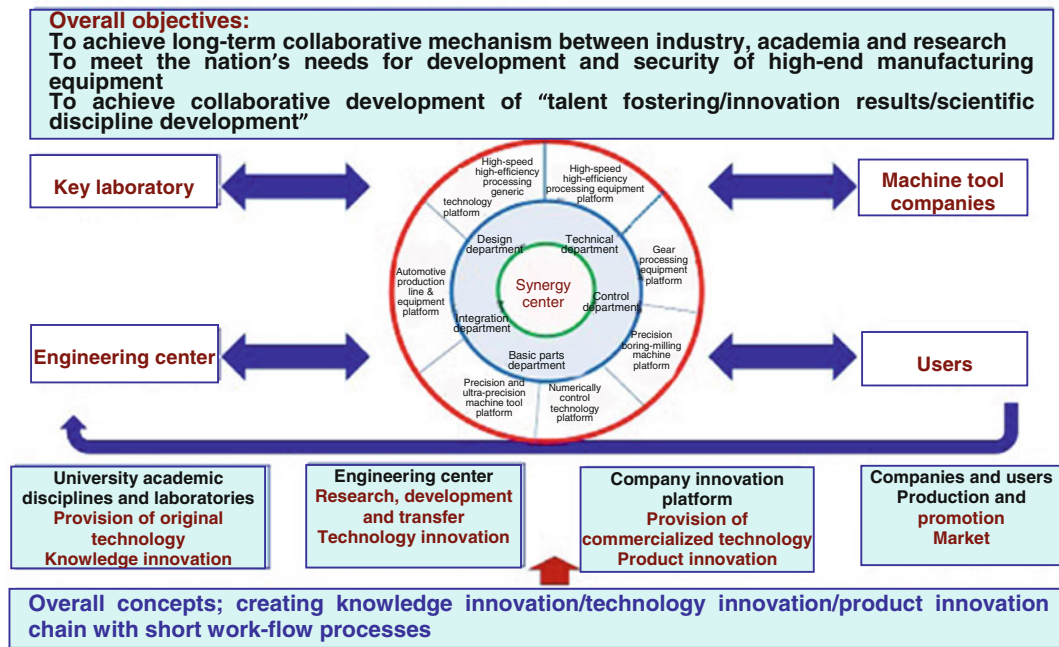 Overall objectives:
To achieve long-term collaborative mechanism between industry, academia and research
To meet the nation's needs for development and security of high-end manufacturing
equipment
To achieve collaborative development of “talent fostering/innovation results/scientific
discipline development”
Key laboratory
Machine tool
companies
Engineering center
Users
High-speed
high-efficiency
processing
generic
technology
platform
High-speed
high-efficiency
processing equipment
platform
Gear
processing
equipment
platform
Precision
boring-milling
machine
platform
Numerically
control
technology
platform
Precision and
ultra-precision
machine tool
platform
Automotive
production
line &
equipment
platform
Design
department
Technical
department
Control
department
Basic parts
department
Integration
department
Synergy
center
University academic
disciplines and laboratories
Provision of original
technology
Knowledge innovation
Engineering center
Research, development
and transfer
Technology innovation
Company innovation
platform
Provision of
commercialized technology
Product innovation
Companies and users
Production and
promotion
Market
Overall concepts; creating knowledge innovation/technology innovation/product innovation
chain with short work-flow processes